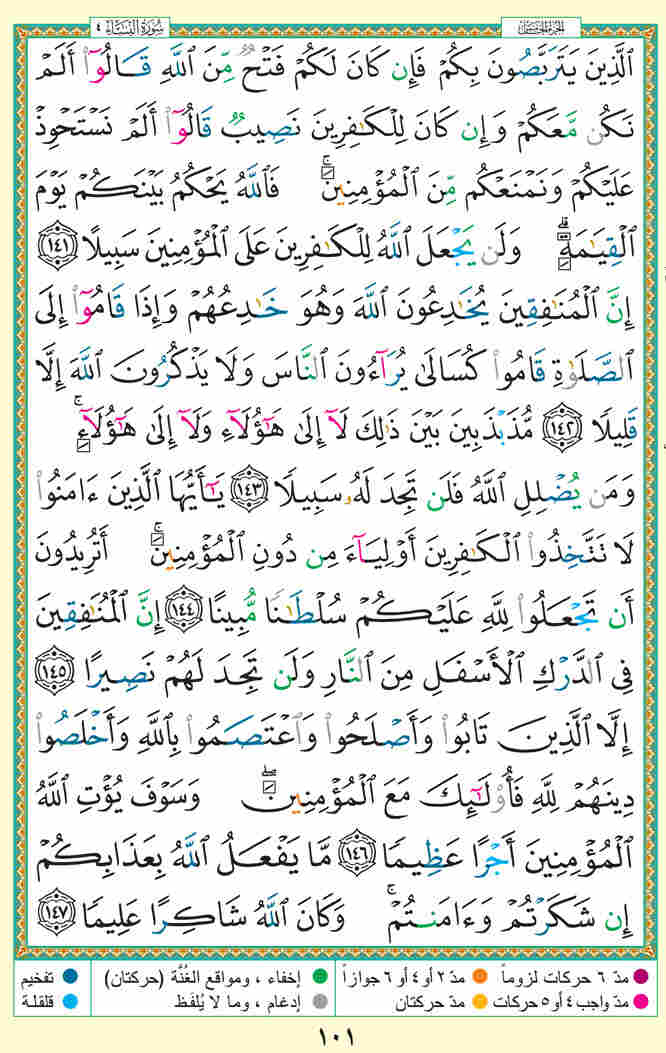 سُورَةُ النِّسَاءِ ٤
الجزء الخامس
ٱلَّذِينَ يَتَرَبَّصُونَ بِكُمْ فَإِن كَانَ لَكُمْ فَتْحٌ مِّنَ ٱللَّهِ قَالُوٓا۟ أَلَمْ
نَكُن مَّعَكُمْ وَإِن كَانَ لِلْكَـٰفِرِينَ نَصِيبٌ قَالُوٓا۟ أَلَمْ نَسْتَحْوِذْ
عَلَيْكُمْ وَنَمْنَعْكُم مِّنَ ٱلْمُؤْمِنِينَ ۚ فَٱللَّهُ يَحْكُمُ بَيْنَكُمْ يَوْمَ
ٱلْقِيَـٰمَةِ ۗ وَلَن يَجْعَلَ ٱللَّهُ لِلْكَـٰفِرِينَ عَلَى ٱلْمُؤْمِنِينَ سَبِيلًا ١٤١
إِنَّ ٱلْمُنَـٰفِقِينَ يُخَـٰدِعُونَ ٱللَّهَ وَهُوَ خَـٰدِعُهُمْ وَإِذَا قَامُوٓا۟ إِلَى
ٱلصَّلَوٰةِ قَامُوا۟ كُسَالَىٰ يُرَآءُونَ ٱلنَّاسَ وَلَا يَذْكُرُونَ ٱللَّهَ إِلَّا
قَلِيلًا ١٤٢ مُّذَبْذَبِينَ بَيْنَ ذَٰلِكَ لَآ إِلَىٰ هَـٰٓؤُلَآءِ وَلَآ إِلَىٰ هَـٰٓؤُلَآءِ ۚ
وَمَن يُضْلِلِ ٱللَّهُ فَلَن تَجِدَ لَهُۥ سَبِيلًا ١٤٣ يَـٰٓأَيُّهَا ٱلَّذِينَ ءَامَنُوا۟
لَا تَتَّخِذُوا۟ ٱلْكَـٰفِرِينَ أَوْلِيَآءَ مِن دُونِ ٱلْمُؤْمِنِينَ ۚ أَتُرِيدُونَ
أَن تَجْعَلُوا۟ لِلَّهِ عَلَيْكُمْ سُلْطَـٰنًا مُّبِينًا ١٤٤ إِنَّ ٱلْمُنَـٰفِقِينَ
فِى ٱلدَّرْكِ ٱلْأَسْفَلِ مِنَ ٱلنَّارِ وَلَن تَجِدَ لَهُمْ نَصِيرًا ١٤٥
إِلَّا ٱلَّذِينَ تَابُوا۟ وَأَصْلَحُوا۟ وَٱعْتَصَمُوا۟ بِٱللَّهِ وَأَخْلَصُوا۟
دِينَهُمْ لِلَّهِ فَأُو۟لَـٰٓئِكَ مَعَ ٱلْمُؤْمِنِينَ ۖ وَسَوْفَ يُؤْتِ ٱللَّهُ
ٱلْمُؤْمِنِينَ أَجْرًا عَظِيمًا ١٤٦ مَّا يَفْعَلُ ٱللَّهُ بِعَذَابِكُمْ
إِن شَكَرْتُمْ وَءَامَنتُمْ ۚ وَكَانَ ٱللَّهُ شَاكِرًا عَلِيمًا ١٤٧
مدّ ٦ حركات لزوماً مدّ ٢ أو ٤ أو ٦ جوازاً إخفاء ، ومواقع الغُنَّة (حركتان) تفخيم
مدّ واجب ٤ أو ٥ حركات مدّ حركتان إدغام ، وما لا يُلفَظ قلقلة
١٠١